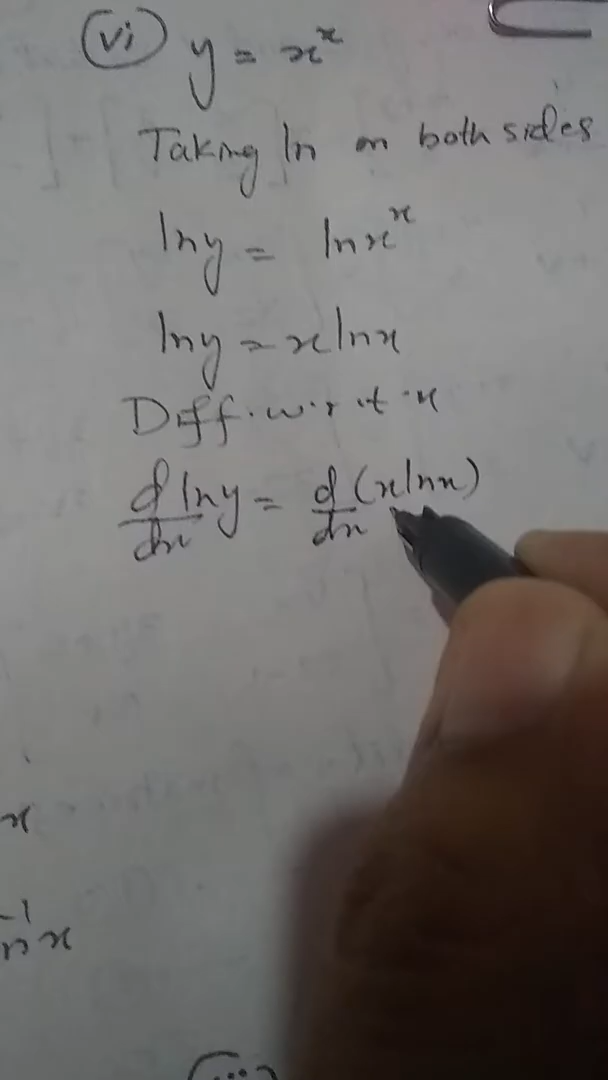 (vi) y = x^x
Taking ln on both sides
ln y = ln x^x
ln y = x ln x
Diff. w.r.t. x
d/dx ln y = d/dx (x ln x)
x
x